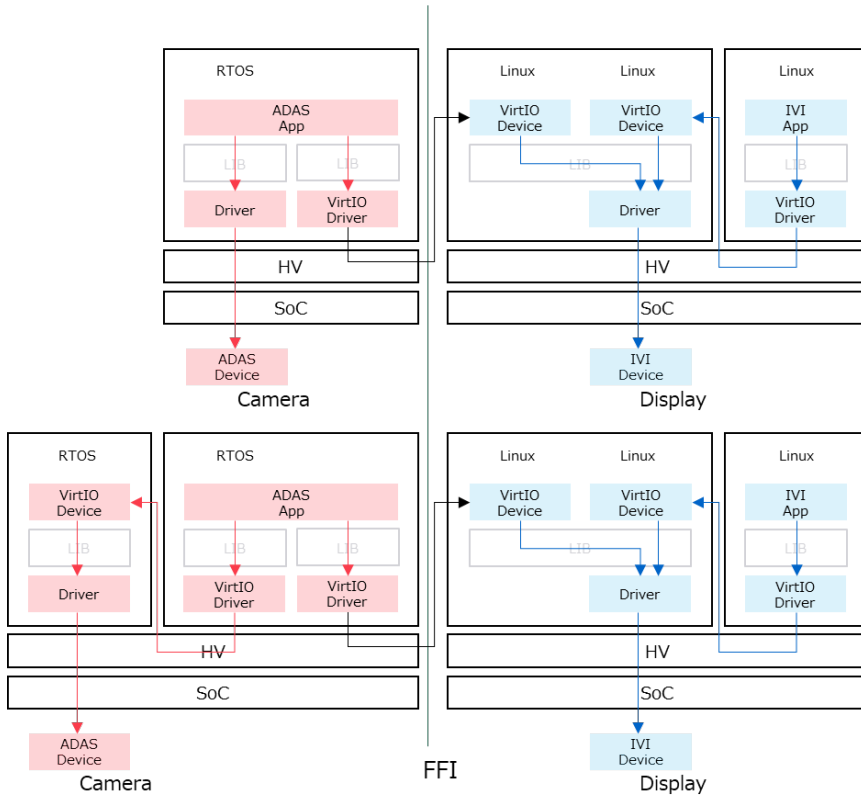 RTOS
Linux
Linux
Linux
ADAS
App
VirtIO
Device
VirtIO
Device
IVI
App
LIB
LIB
LIB
LIB
Driver
VirtIO
Driver
Driver
VirtIO
Driver
HV
HV
SoC
SoC
ADAS
Device
IVI
Device
Camera
Display
RTOS
RTOS
Linux
Linux
Linux
VirtIO
Device
ADAS
App
VirtIO
Device
VirtIO
Device
IVI
App
LIB
LIB
LIB
LIB
LIB
Driver
VirtIO
Driver
VirtIO
Driver
Driver
VirtIO
Driver
HV
HV
SoC
SoC
ADAS
Device
IVI
Device
Camera
FFI
Display